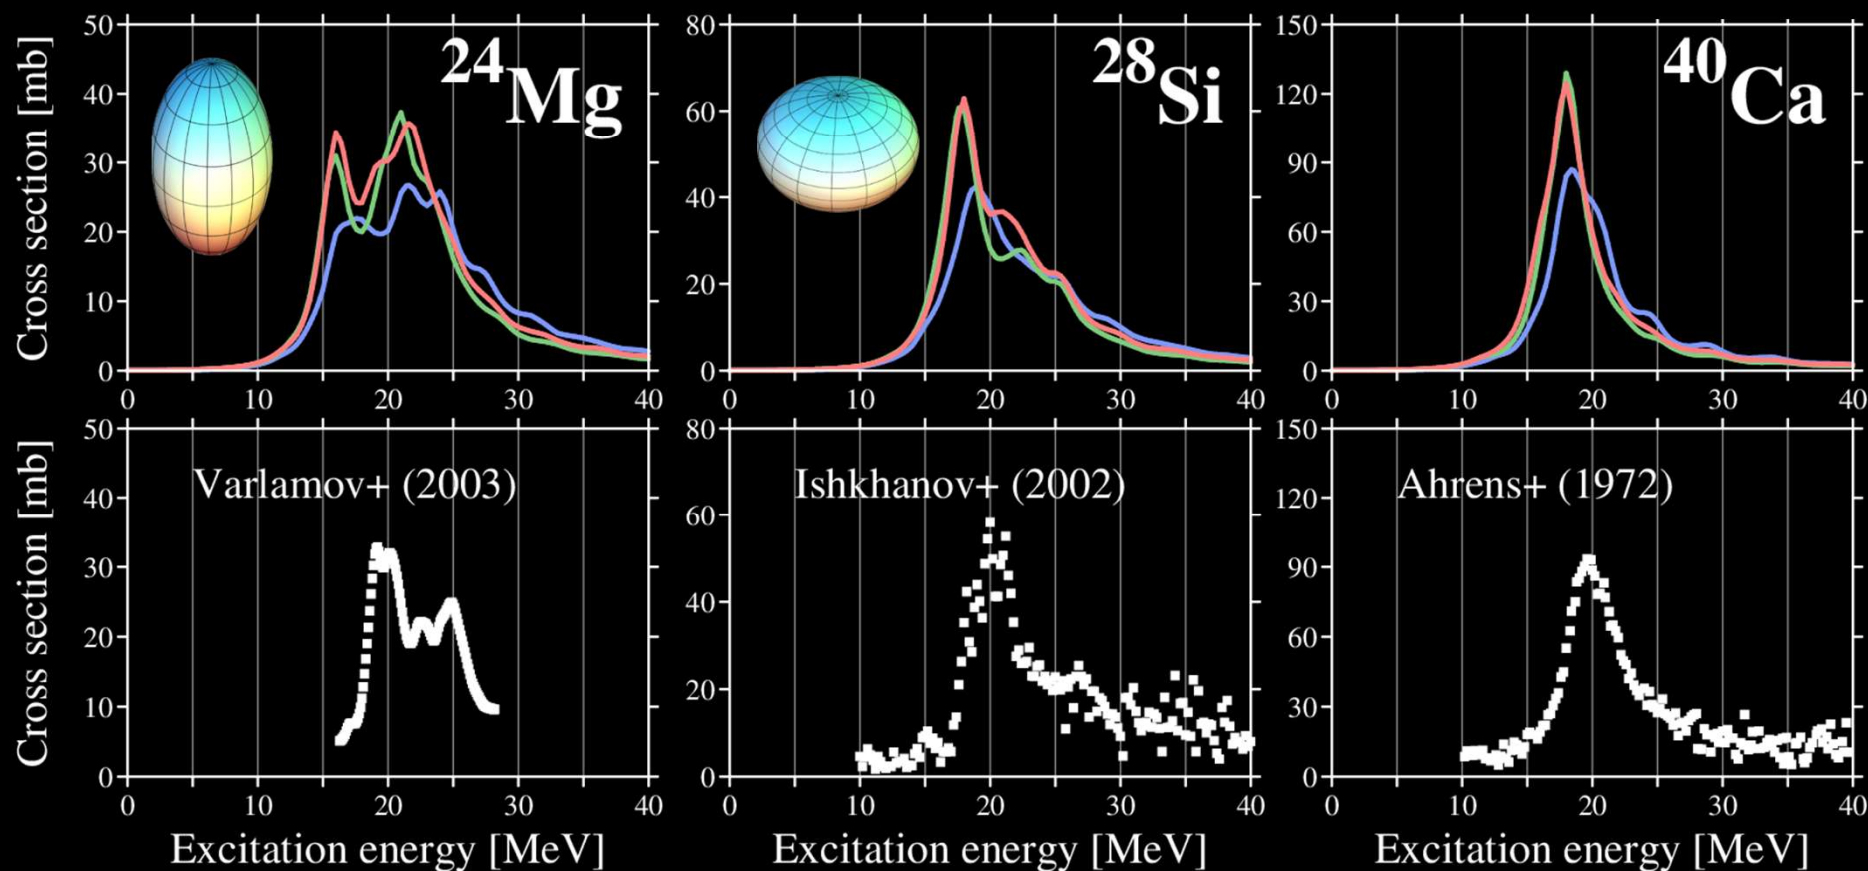 Cross section [mb]
50
40
30
20
10
0
²⁴Mg
0 10 20 30 40
80
60
40
20
0
²⁸Si
0 10 20 30 40
150
120
90
60
30
0
⁴⁰Ca
0 10 20 30 40
Cross section [mb]
50
40
30
20
10
0
Varlamov+ (2003)
0 10 20 30 40
Excitation energy [MeV]
80
60
40
20
0
Ishkhanov+ (2002)
0 10 20 30 40
Excitation energy [MeV]
150
120
90
60
30
0
Ahrens+ (1972)
0 10 20 30 40
Excitation energy [MeV]